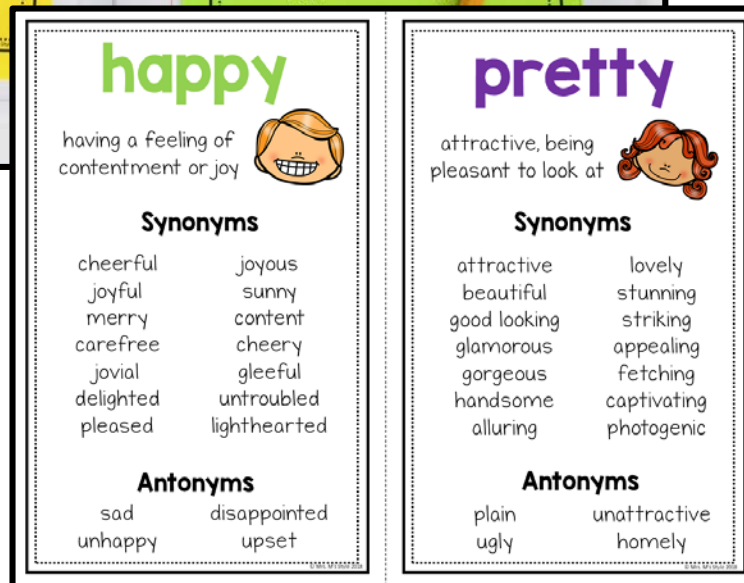 happy
having a feeling of
contentment or joy
Synonyms
cheerful joyous
joyful sunny
merry content
carefree cheery
jovial gleeful
delighted untroubled
pleased lighthearted
Antonyms
sad disappointed
unhappy upset
pretty
attractive, being
pleasant to look at
Synonyms
attractive lovely
beautiful stunning
good looking striking
glamorous appealing
gorgeous fetching
handsome captivating
alluring photogenic
Antonyms
plain unattractive
ugly homely